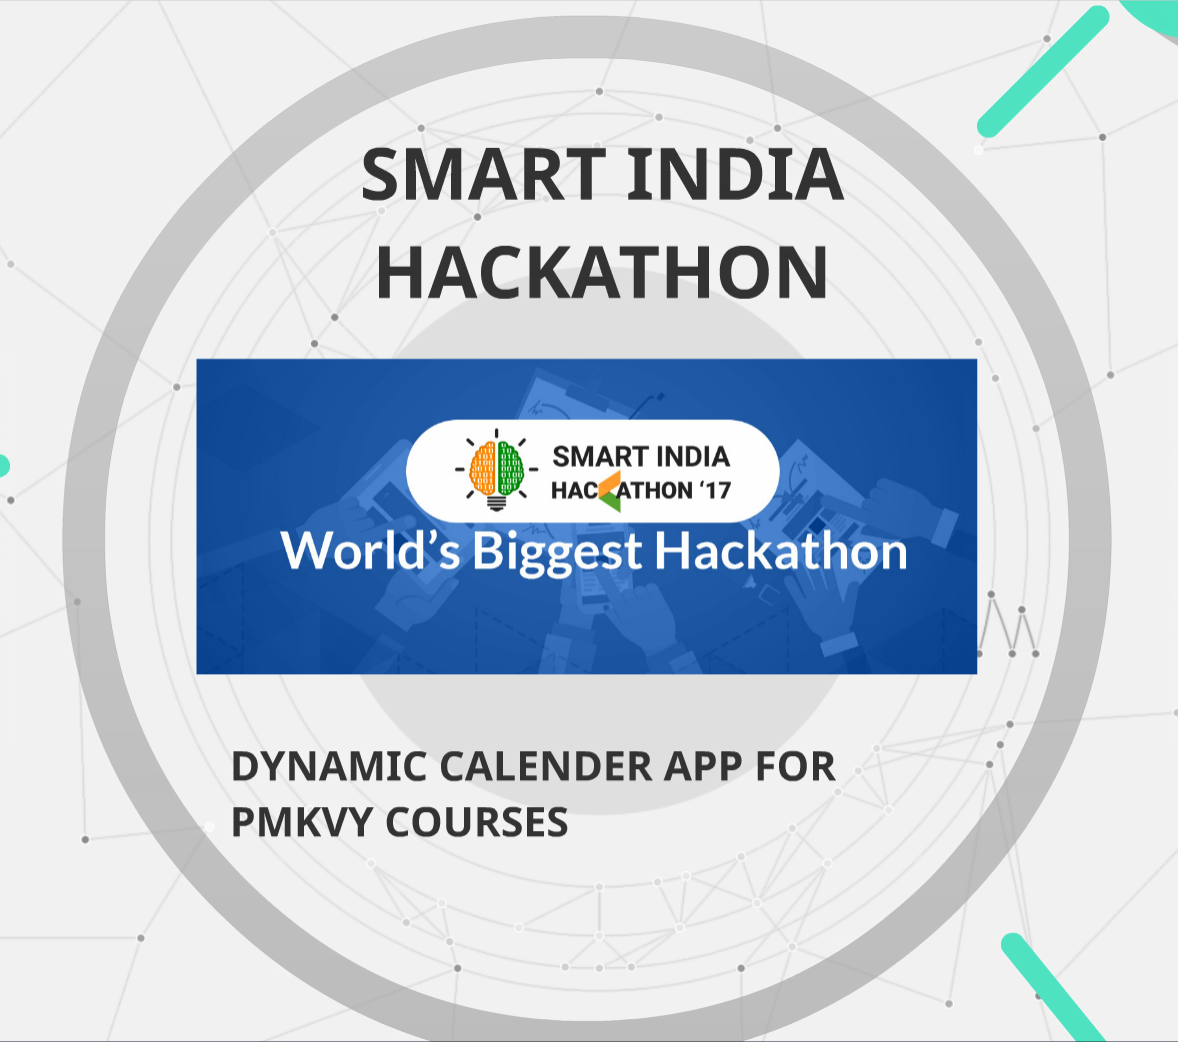 SMART INDIA
HACKATHON
SMART INDIA
HACKATHON ‘17
World’s Biggest Hackathon
DYNAMIC CALENDER APP FOR
PMKVY COURSES